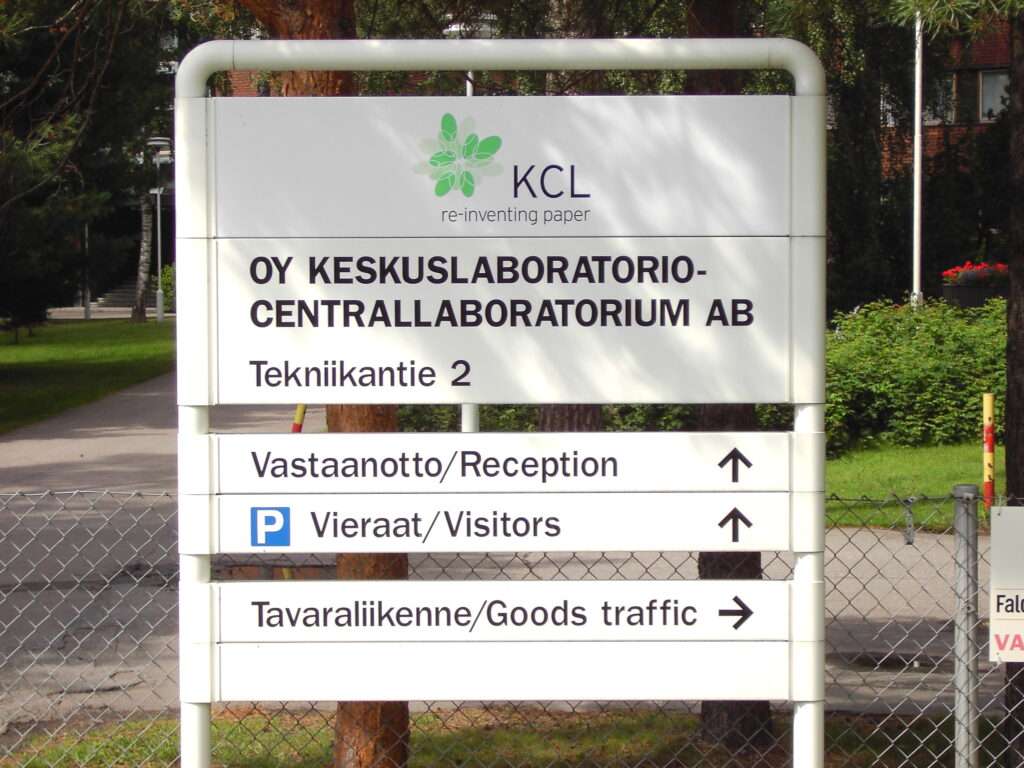 KCL
re-inventing paper
OY KESKUSLABORATORIO-
CENTRALLABORATORIUM AB
Tekniikantie 2
Vastaanotto/Reception ↑
P Vieraat/Visitors ↑
Tavaraliikenne/Goods traffic →